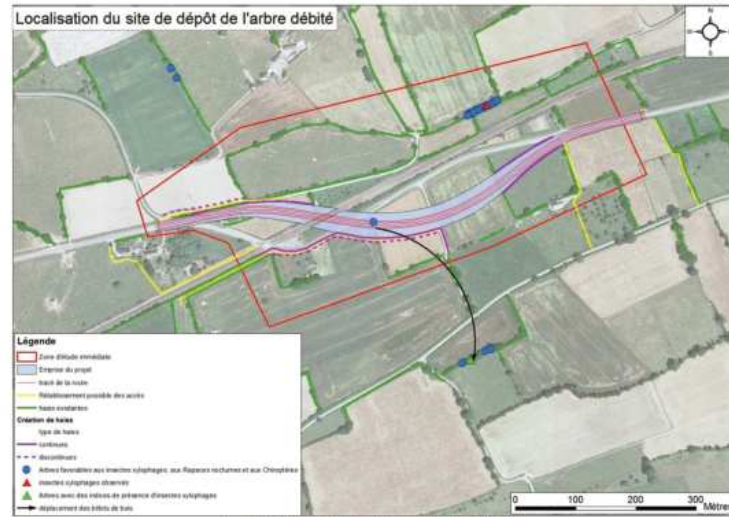 Localisation du site de dépôt de l'arbre débité
N
S
Légende
Zone d'étude immédiate
Emprise du projet
tracé de la route
Rétablissement possible des accès
haies existantes
Création de haies
type de haies
continues
discontinues
Arbres favorables aux insectes xylophages, aux Rapaces nocturnes et aux Chiroptères
insectes xylophages observés
Arbres avec des indices de présence d'insectes xylophages
déplacement des billots de bois
0 100 200 300
Mètres